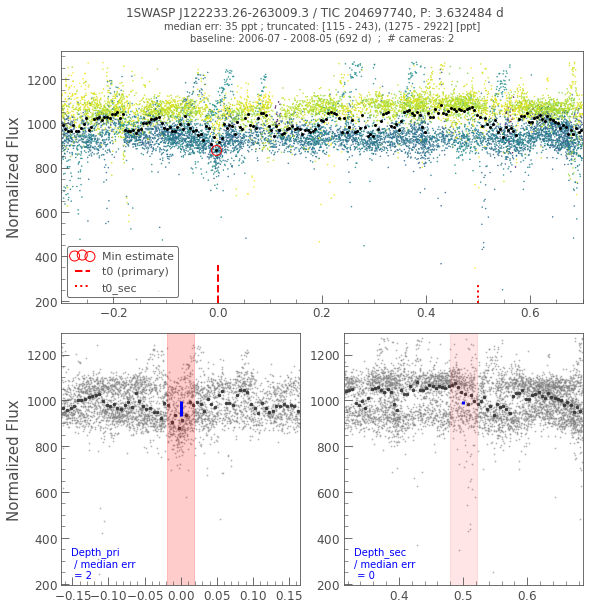 1SWASP J122233.26-263009.3 / TIC 204697740, P: 3.632484 d
median err: 35 ppt ; truncated: [115 - 243), (1275 - 2922] [ppt]
baseline: 2006-07 - 2008-05 (692 d)  ;  # cameras: 2
Normalized Flux
1200
1000
800
600
400
200
Min estimate
t0 (primary)
t0_sec
−0.2
0.0
0.2
0.4
0.6
Normalized Flux
1200
1000
800
600
400
200
Depth_pri
/ median err
= 2
−0.15
−0.10
−0.05
0.00
0.05
0.10
0.15
1200
1000
800
600
400
200
Depth_sec
/ median err
= 0
0.4
0.5
0.6